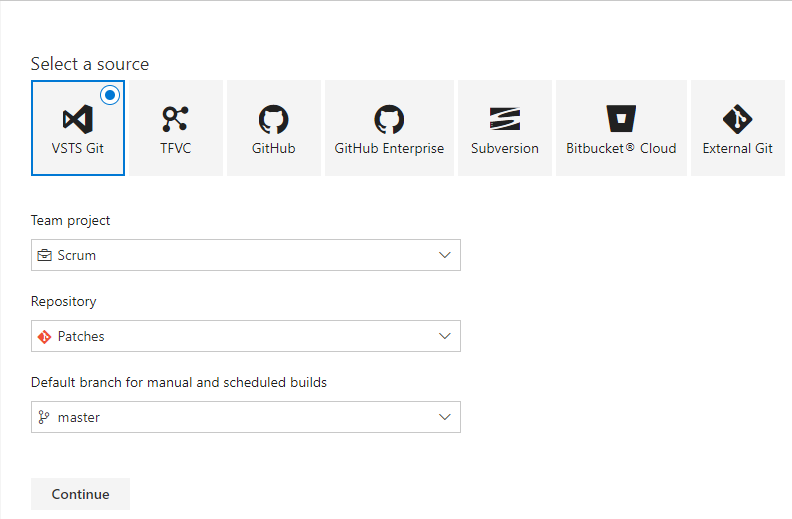 Select a source
VSTS Git TFVC GitHub GitHub Enterprise Subversion Bitbucket® Cloud External Git
Team project
Scrum
Repository
Patches
Default branch for manual and scheduled builds
master
Continue